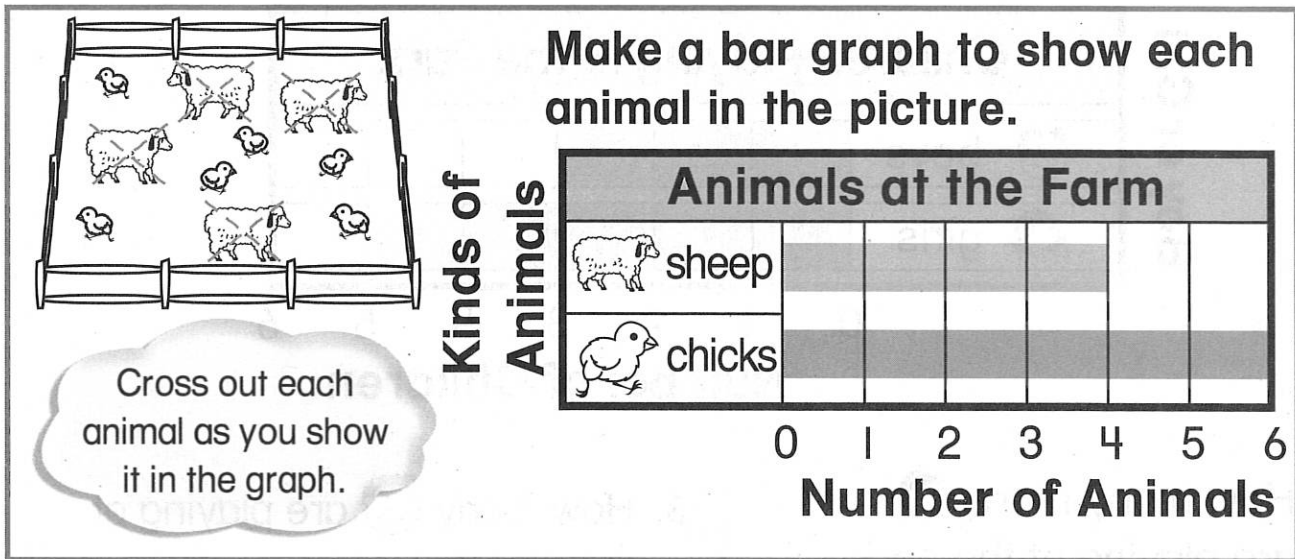 Make a bar graph to show each
animal in the picture.
Cross out each
animal as you show
it in the graph.
Kinds of
Animals
Animals at the Farm
sheep
chicks
0 1 2 3 4 5 6
Number of Animals